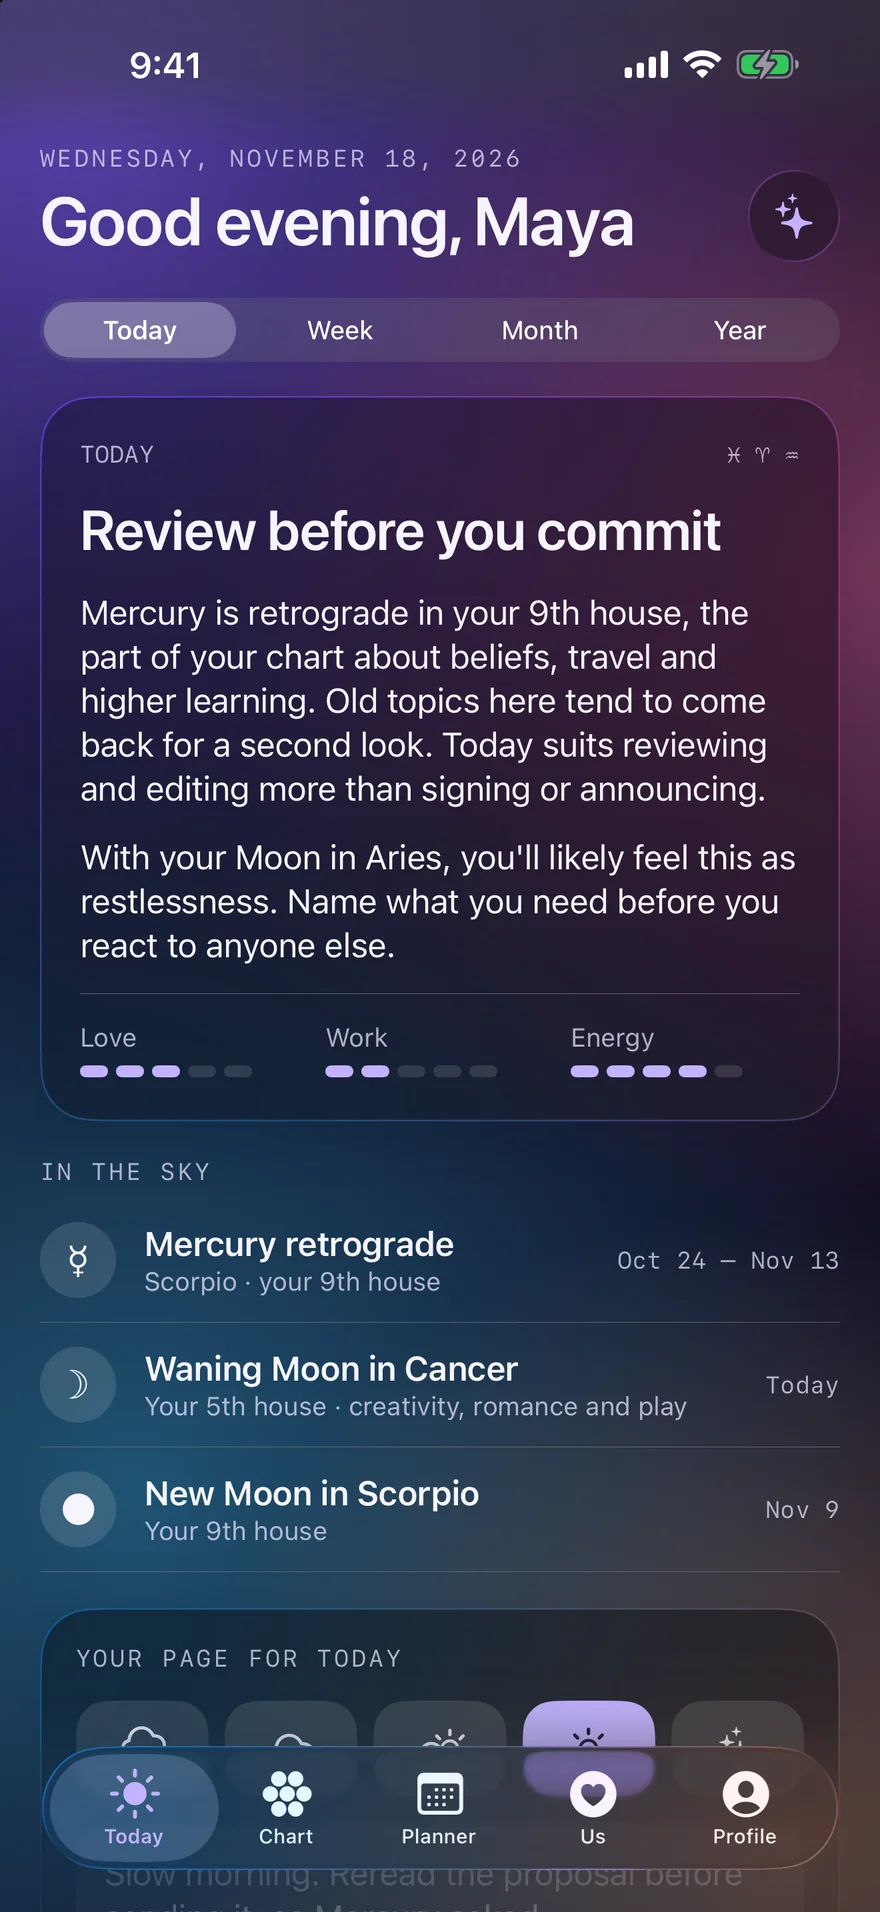 9:41
WEDNESDAY, NOVEMBER 18, 2026
Good evening, Maya
Today Week Month Year
TODAY ♓︎ ♈︎ ♒︎
Review before you commit
Mercury is retrograde in your 9th house, the
part of your chart about beliefs, travel and
higher learning. Old topics here tend to come
back for a second look. Today suits reviewing
and editing more than signing or announcing.
With your Moon in Aries, you'll likely feel this as
restlessness. Name what you need before you
react to anyone else.
Love Work Energy
IN THE SKY
☿ Mercury retrograde
Scorpio · your 9th house
Oct 24 — Nov 13
Waning Moon in Cancer
Your 5th house · creativity, romance and play
Today
New Moon in Scorpio
Your 9th house
Nov 9
YOUR PAGE FOR TODAY
Today Chart Planner Us Profile
Slow morning. Reread the proposal before